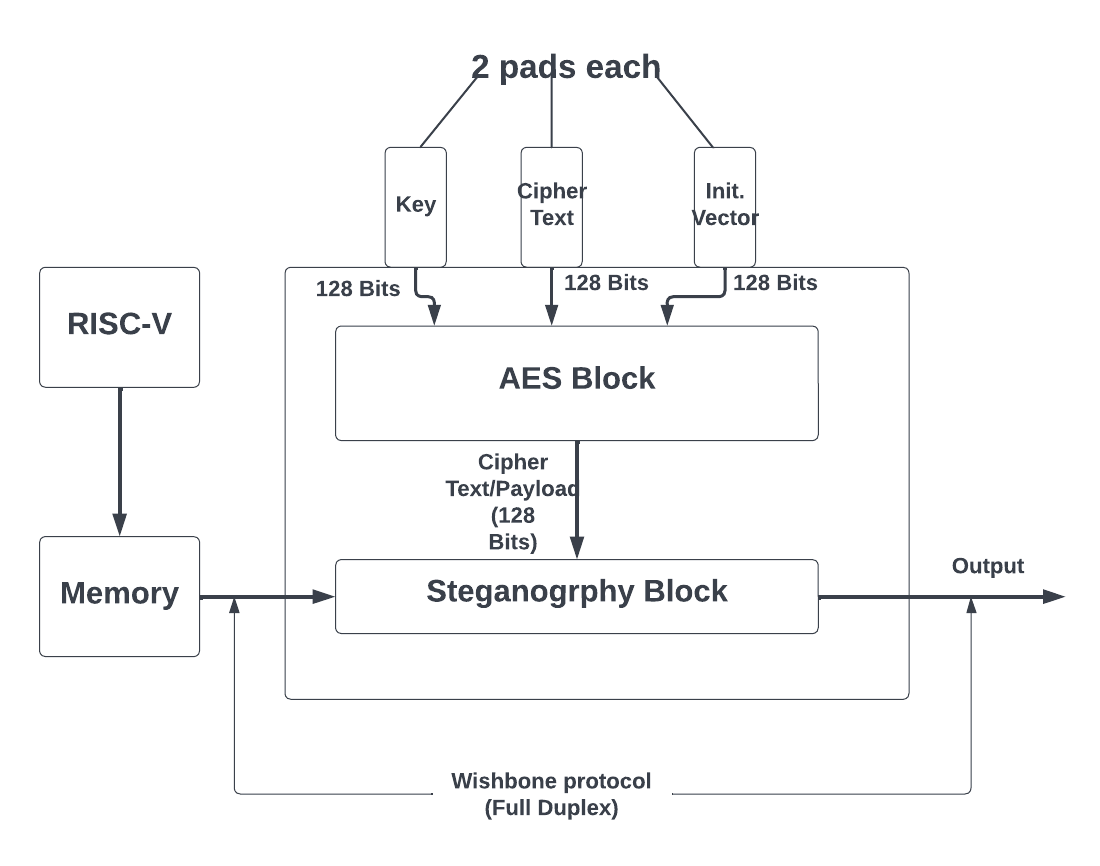 2 pads each
Key
Cipher
Text
Init.
Vector
128 Bits
128 Bits
128 Bits
RISC-V
AES Block
Cipher
Text/Payload
(128
Bits)
Memory
Steganogrphy Block
Output
Wishbone protocol
(Full Duplex)